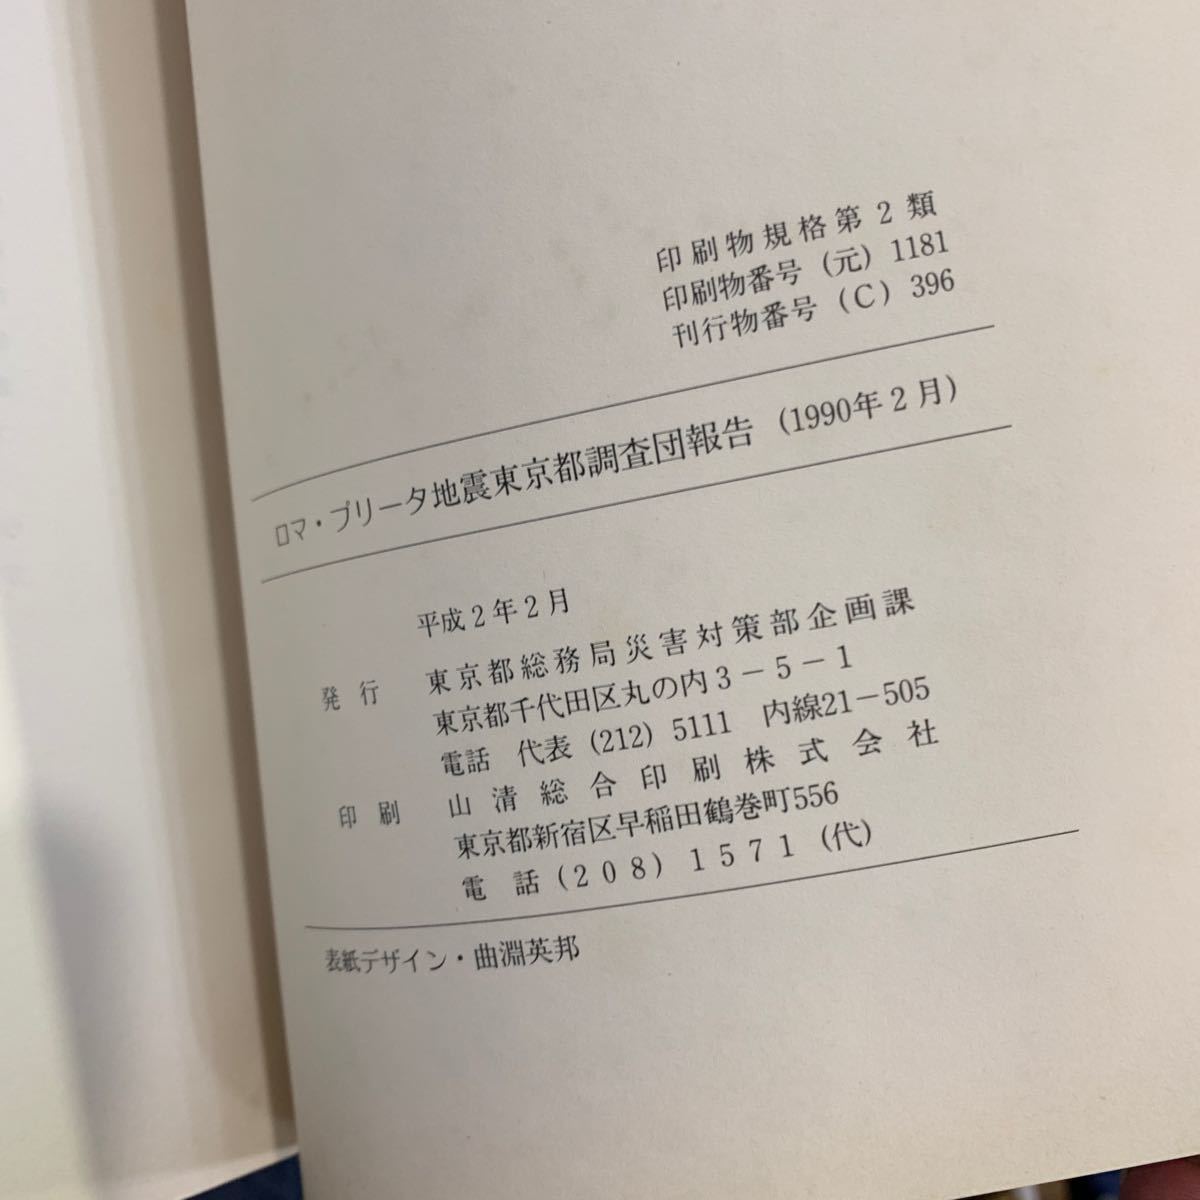 印刷物規格第2類
印刷物番号（元）1181
刊行物番号（C）396
ロマ・プリータ地震東京都調査団報告（1990年2月）
平成2年2月
発行 東京都総務局災害対策部企画課
東京都千代田区丸の内3－5－1
電話 代表（212）5111 内線21－505
印刷 山清総合印刷株式会社
東京都新宿区早稲田鶴巻町556
電話（208）1571（代）
表紙デザイン・曲淵英邦